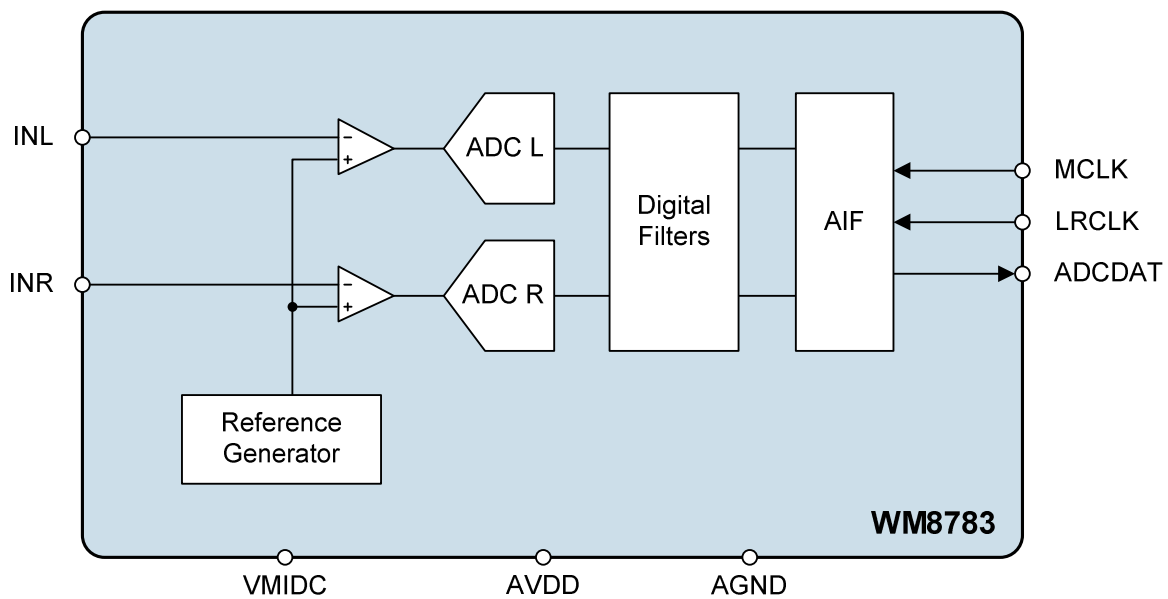 INL
-
+
ADC L
Digital
Filters
AIF
MCLK
LRCLK
ADCDAT
INR
-
+
ADC R
Reference
Generator
WM8783
VMIDC
AVDD
AGND